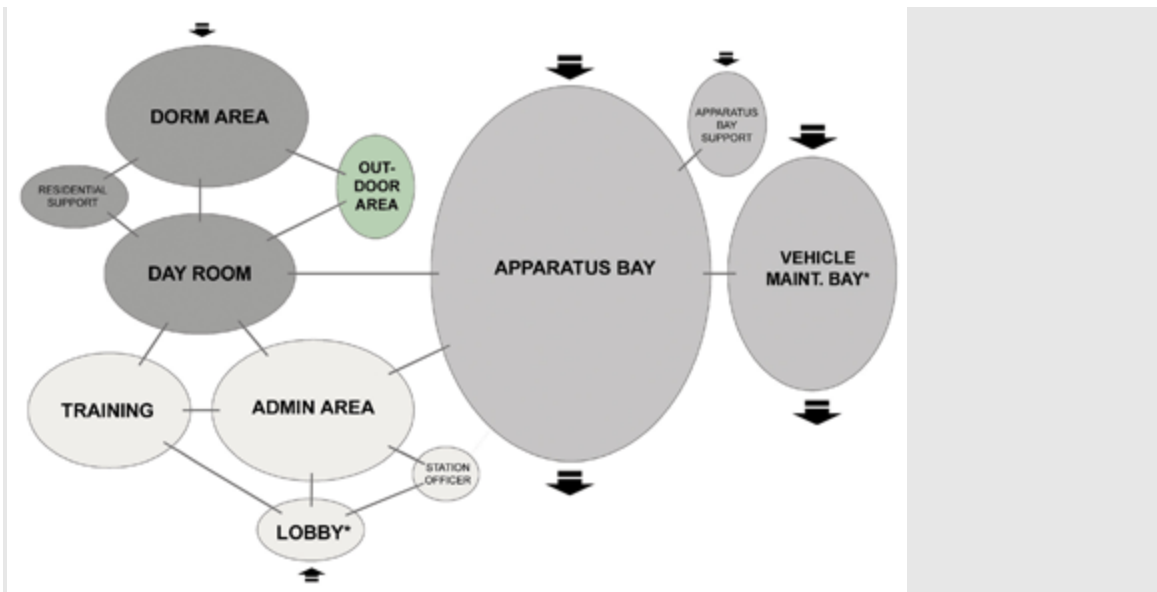 DORM AREA
RESIDENTIAL
SUPPORT
OUT-
DOOR
AREA
DAY ROOM
TRAINING
ADMIN AREA
STATION
OFFICER
LOBBY*
APPARATUS BAY
APPARATUS
BAY
SUPPORT
VEHICLE
MAINT. BAY*